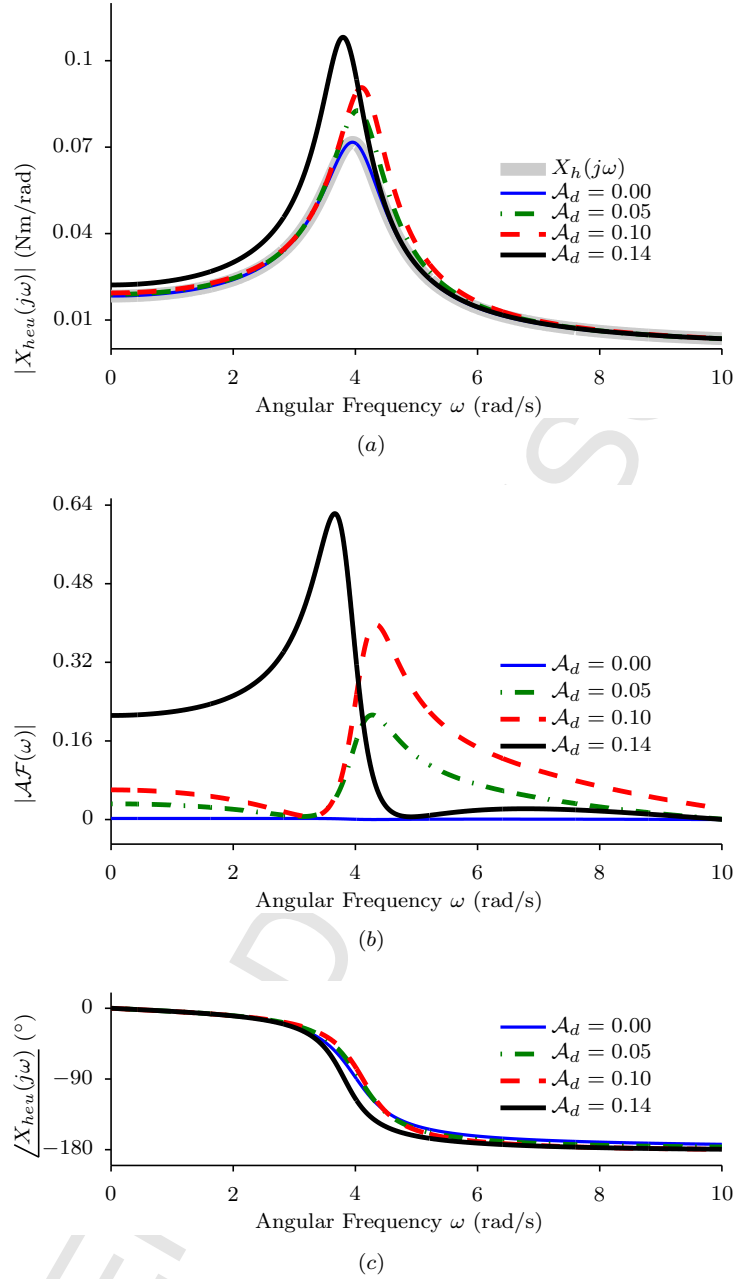 0.1
0.07
0.04
0.01
|X_heu(jω)| (Nm/rad)
X_h(jω)
𝒜_d = 0.00
𝒜_d = 0.05
𝒜_d = 0.10
𝒜_d = 0.14
0 2 4 6 8 10
Angular Frequency ω (rad/s)
(a)
0.64
0.48
0.32
0.16
0
|𝒜ℱ(ω)|
𝒜_d = 0.00
𝒜_d = 0.05
𝒜_d = 0.10
𝒜_d = 0.14
0 2 4 6 8 10
Angular Frequency ω (rad/s)
(b)
0
−90
−180
/X_heu(jω) (°)
𝒜_d = 0.00
𝒜_d = 0.05
𝒜_d = 0.10
𝒜_d = 0.14
0 2 4 6 8 10
Angular Frequency ω (rad/s)
(c)